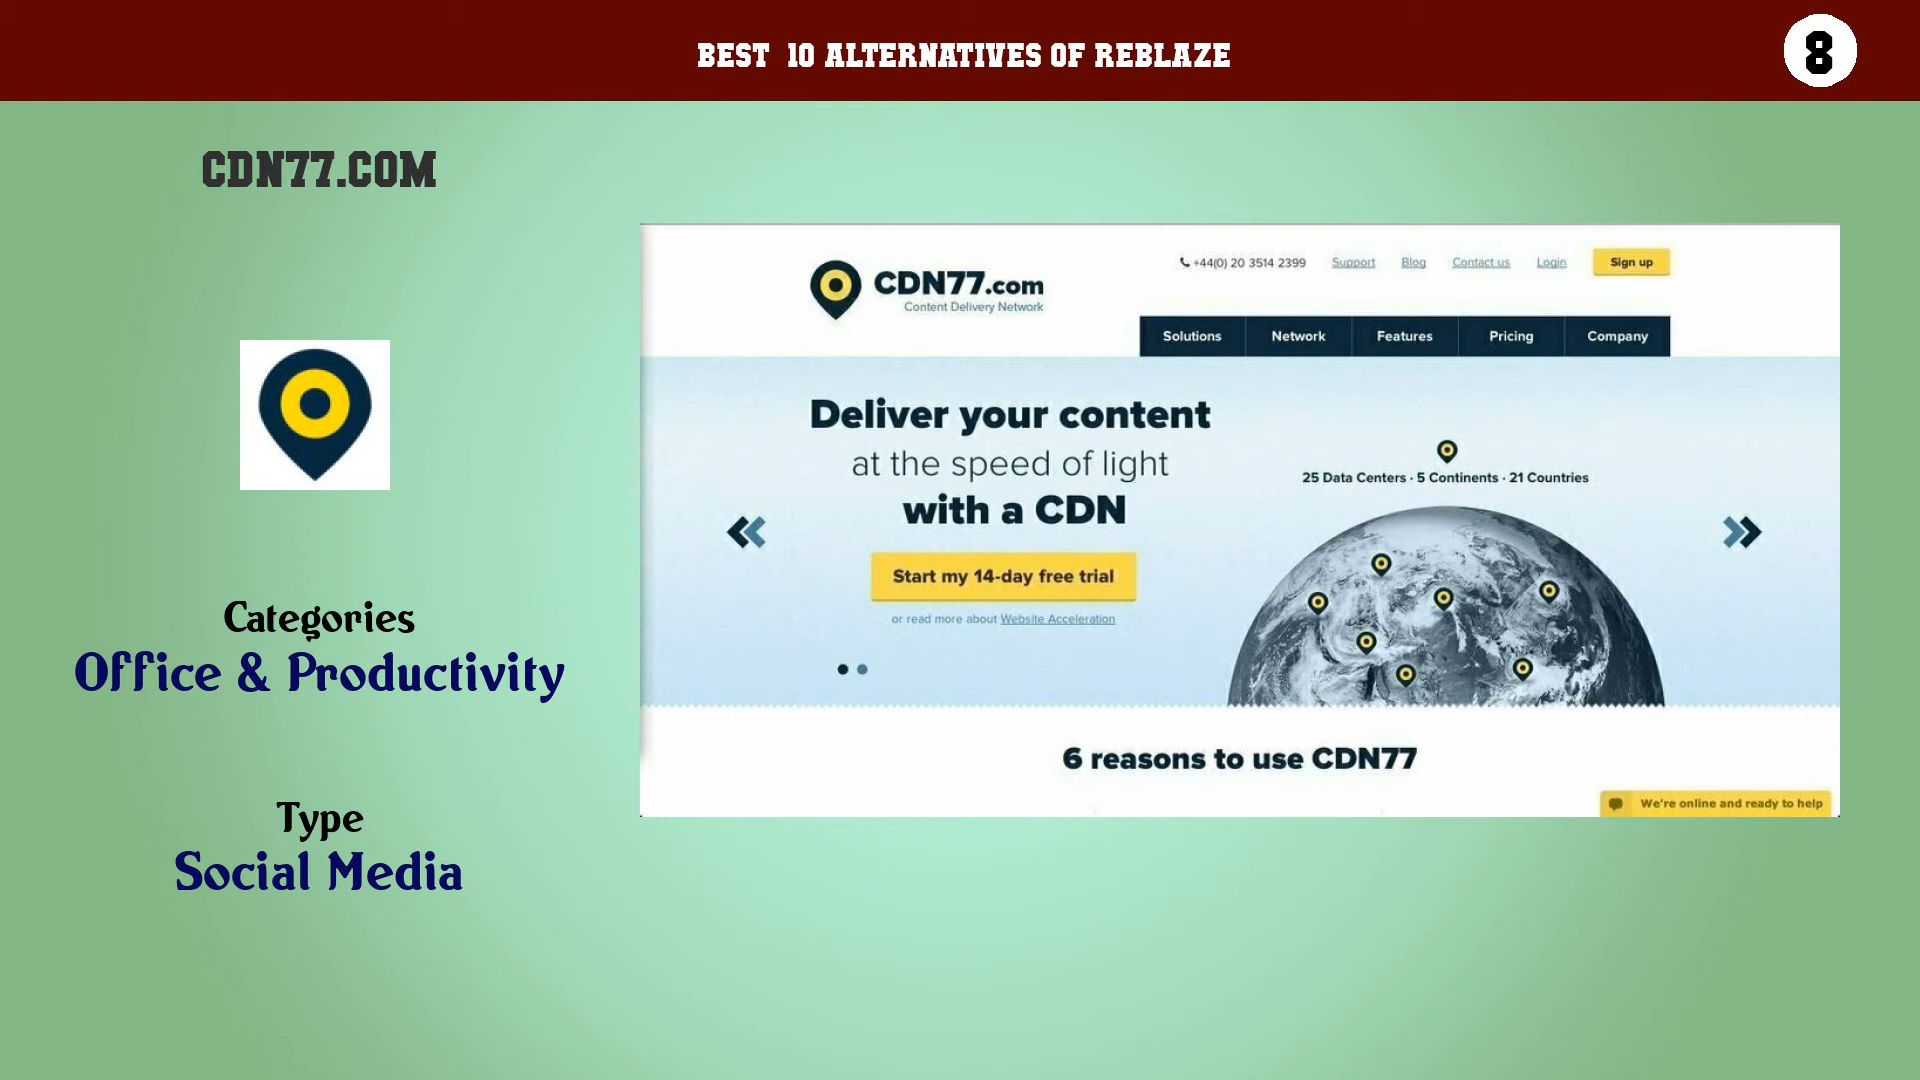 BEST 10 ALTERNATIVES OF REBLAZE
8
CDN77.COM
Categories
Office & Productivity
Type
Social Media
+44(0) 20 3514 2399 Support Blog Contact us Login Sign up
CDN77.com
Content Delivery Network
Solutions Network Features Pricing Company
Deliver your content
at the speed of light
with a CDN
Start my 14-day free trial
or read more about Website Acceleration
25 Data Centers · 5 Continents · 21 Countries
6 reasons to use CDN77
We're online and ready to help